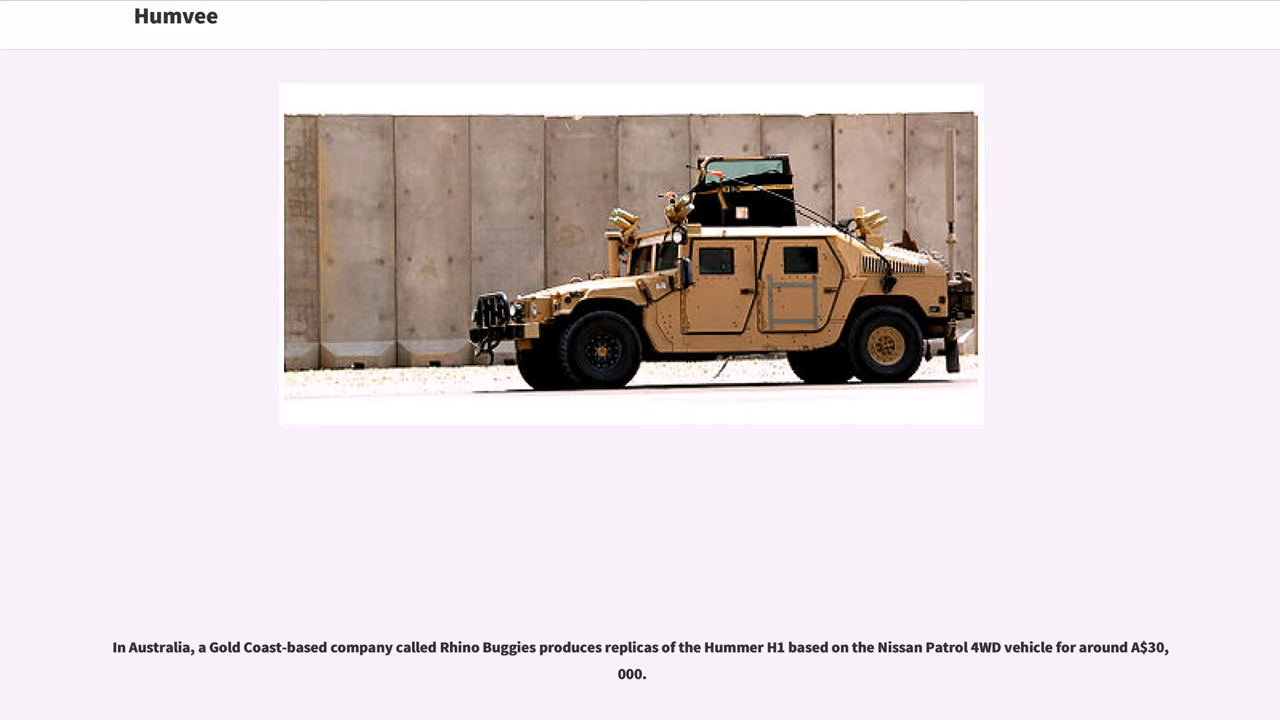 Humvee
In Australia, a Gold Coast-based company called Rhino Buggies produces replicas of the Hummer H1 based on the Nissan Patrol 4WD vehicle for around A$30,
000.